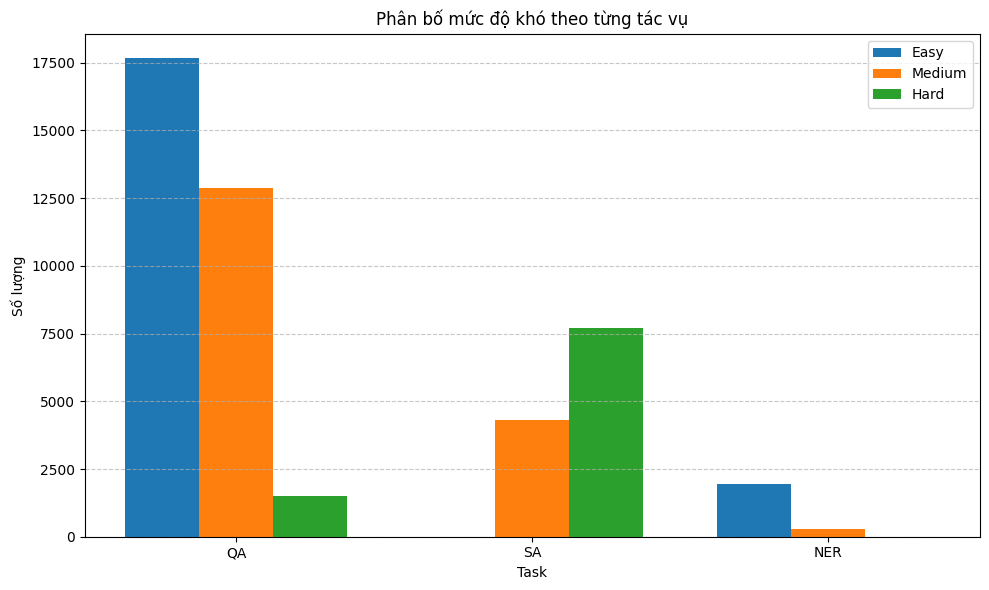 Phân bố mức độ khó theo từng tác vụ
Easy
Medium
Hard
Số lượng
17500
15000
12500
10000
7500
5000
2500
0
QA
SA
NER
Task